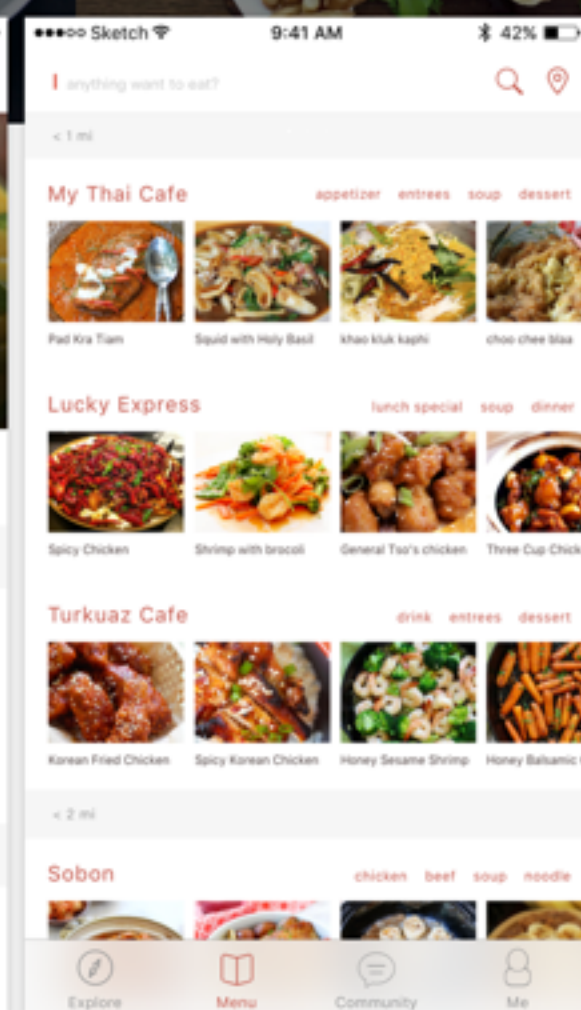 Sketch 9:41 AM 42%
anything want to eat?
< 1 mi
My Thai Cafe appetizer entrees soup dessert
Pad Kra Tiam Squid with Holy Basil khao kluk kaphi choo chee blaa
Lucky Express lunch special soup dinner
Spicy Chicken Shrimp with brocoli General Tso's chicken Three Cup Chick
Turkuaz Cafe drink entrees dessert
Korean Fried Chicken Spicy Korean Chicken Honey Sesame Shrimp Honey Balsamic
< 2 mi
Sobon chicken beef soup noodle
Explore Menu Community Me